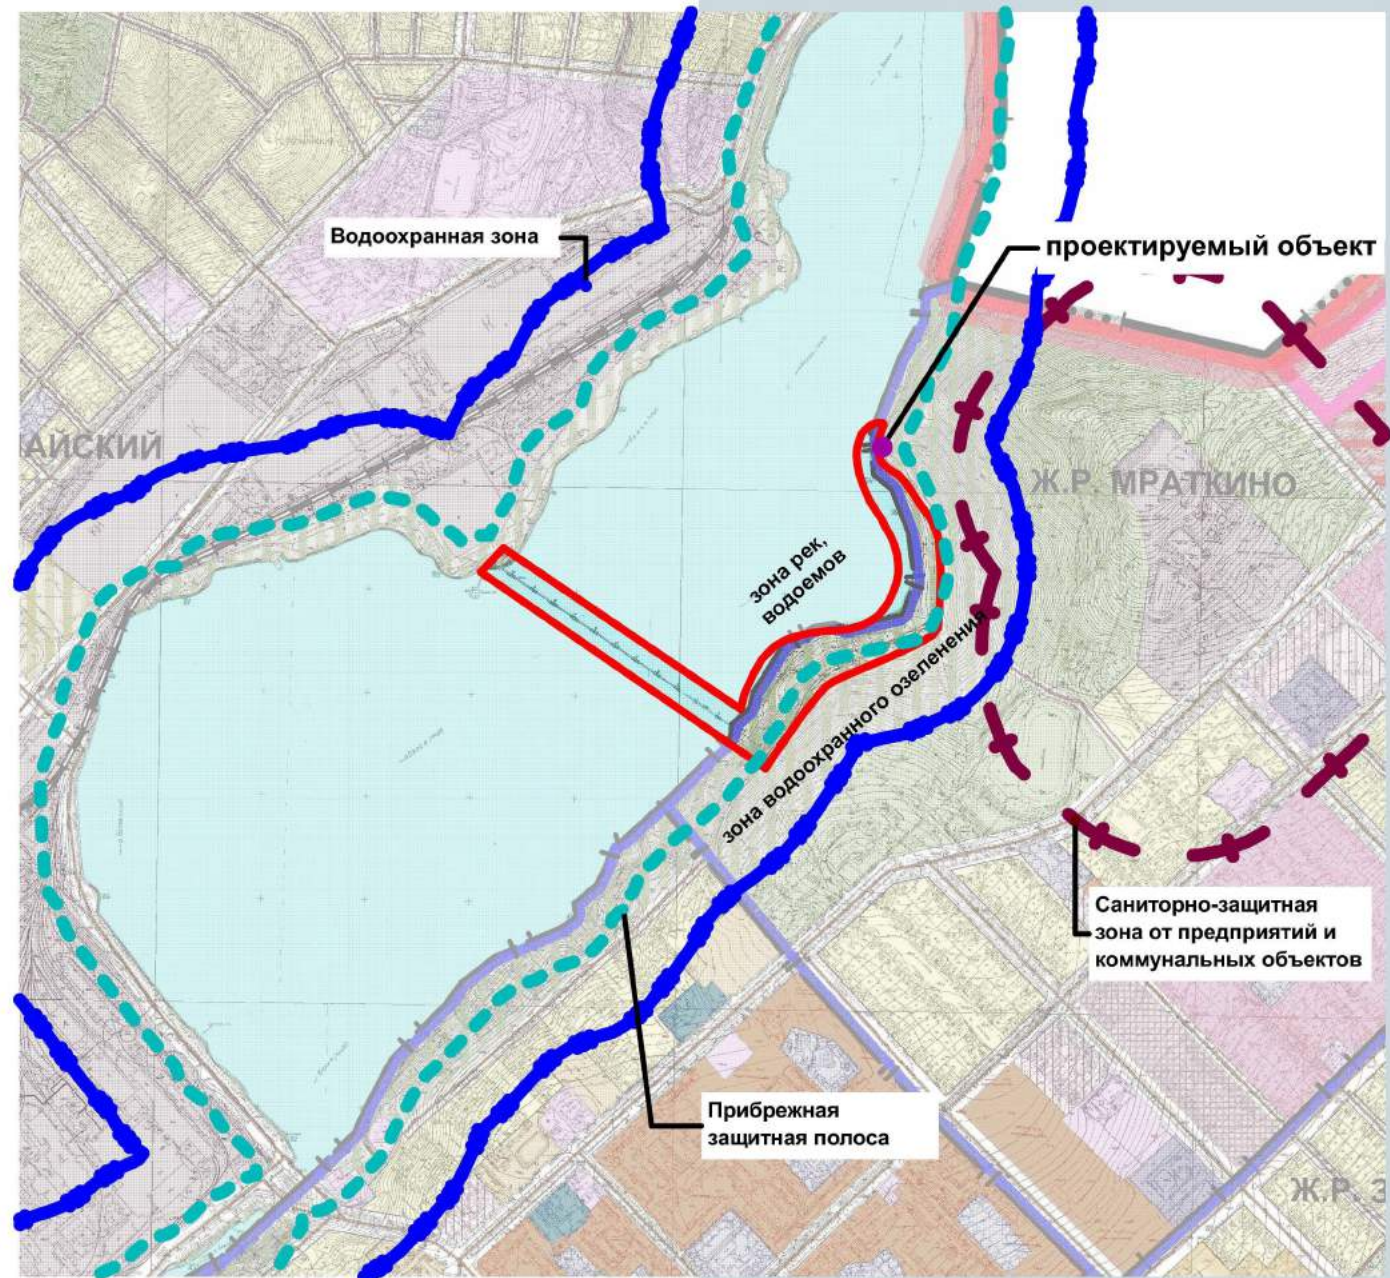 Водоохранная зона
проектируемый объект
АЙСКИЙ
Ж.Р. МРАТКИНО
зона рек,
водоемов
зона водоохранного озеленения
Саниторно-защитная
зона от предприятий и
коммунальных объектов
Прибрежная
защитная полоса
Ж.Р. З